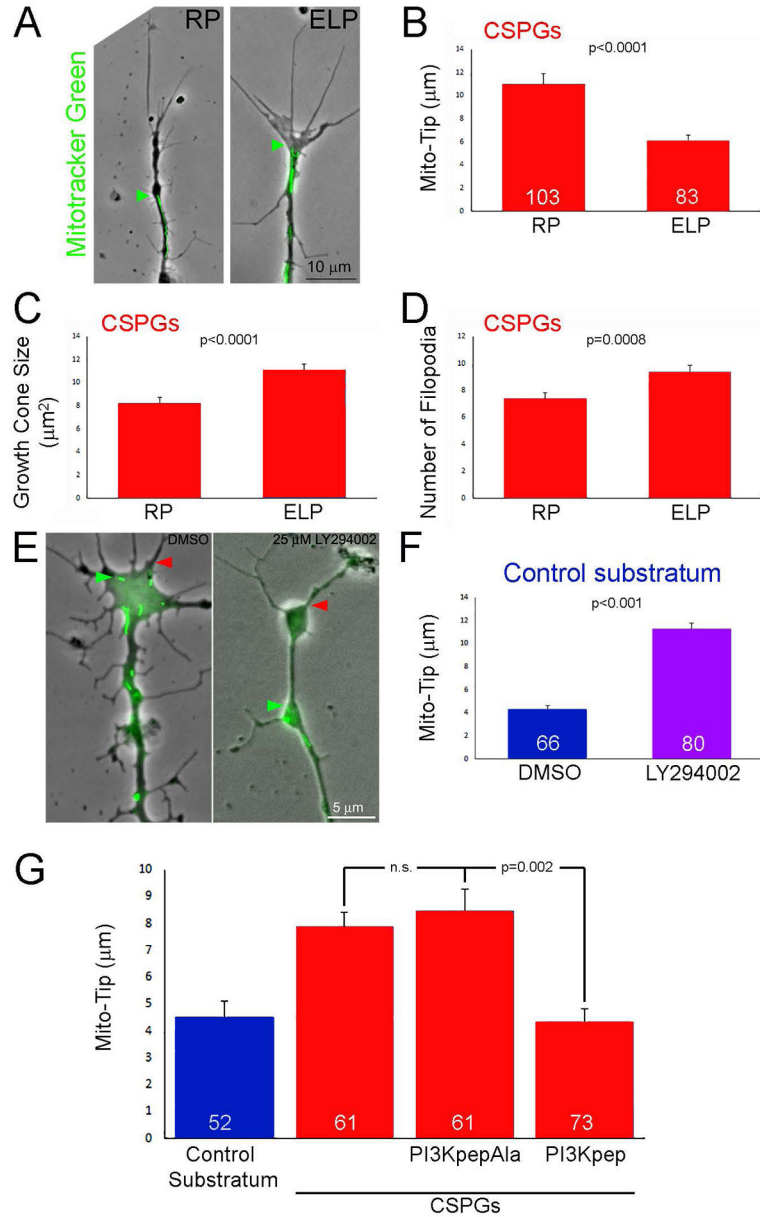 A
RP
ELP
Mitotracker Green
10 μm
B
CSPGs
p<0.0001
Mito-Tip (μm)
14
12
10
8
6
4
2
0
103
83
RP
ELP
C
CSPGs
p<0.0001
Growth Cone Size
(μm²)
14
12
10
8
6
4
2
0
RP
ELP
D
CSPGs
p=0.0008
Number of Filopodia
12
10
8
6
4
2
0
RP
ELP
E
DMSO
25 μM LY294002
5 μm
F
Control substratum
p<0.001
Mito-Tip (μm)
14
12
10
8
6
4
2
0
66
80
DMSO
LY294002
G
n.s.
p=0.002
Mito-Tip (μm)
10
9
8
7
6
5
4
3
2
1
0
52
61
61
73
Control
Substratum
PI3KpepAla
PI3Kpep
CSPGs